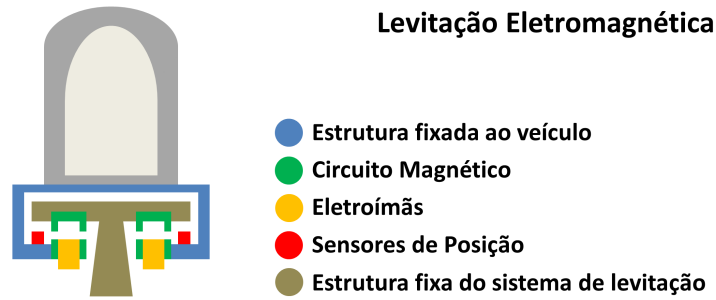 Levitação Eletromagnética
Estrutura fixada ao veículo
Circuito Magnético
Eletroímãs
Sensores de Posição
Estrutura fixa do sistema de levitação